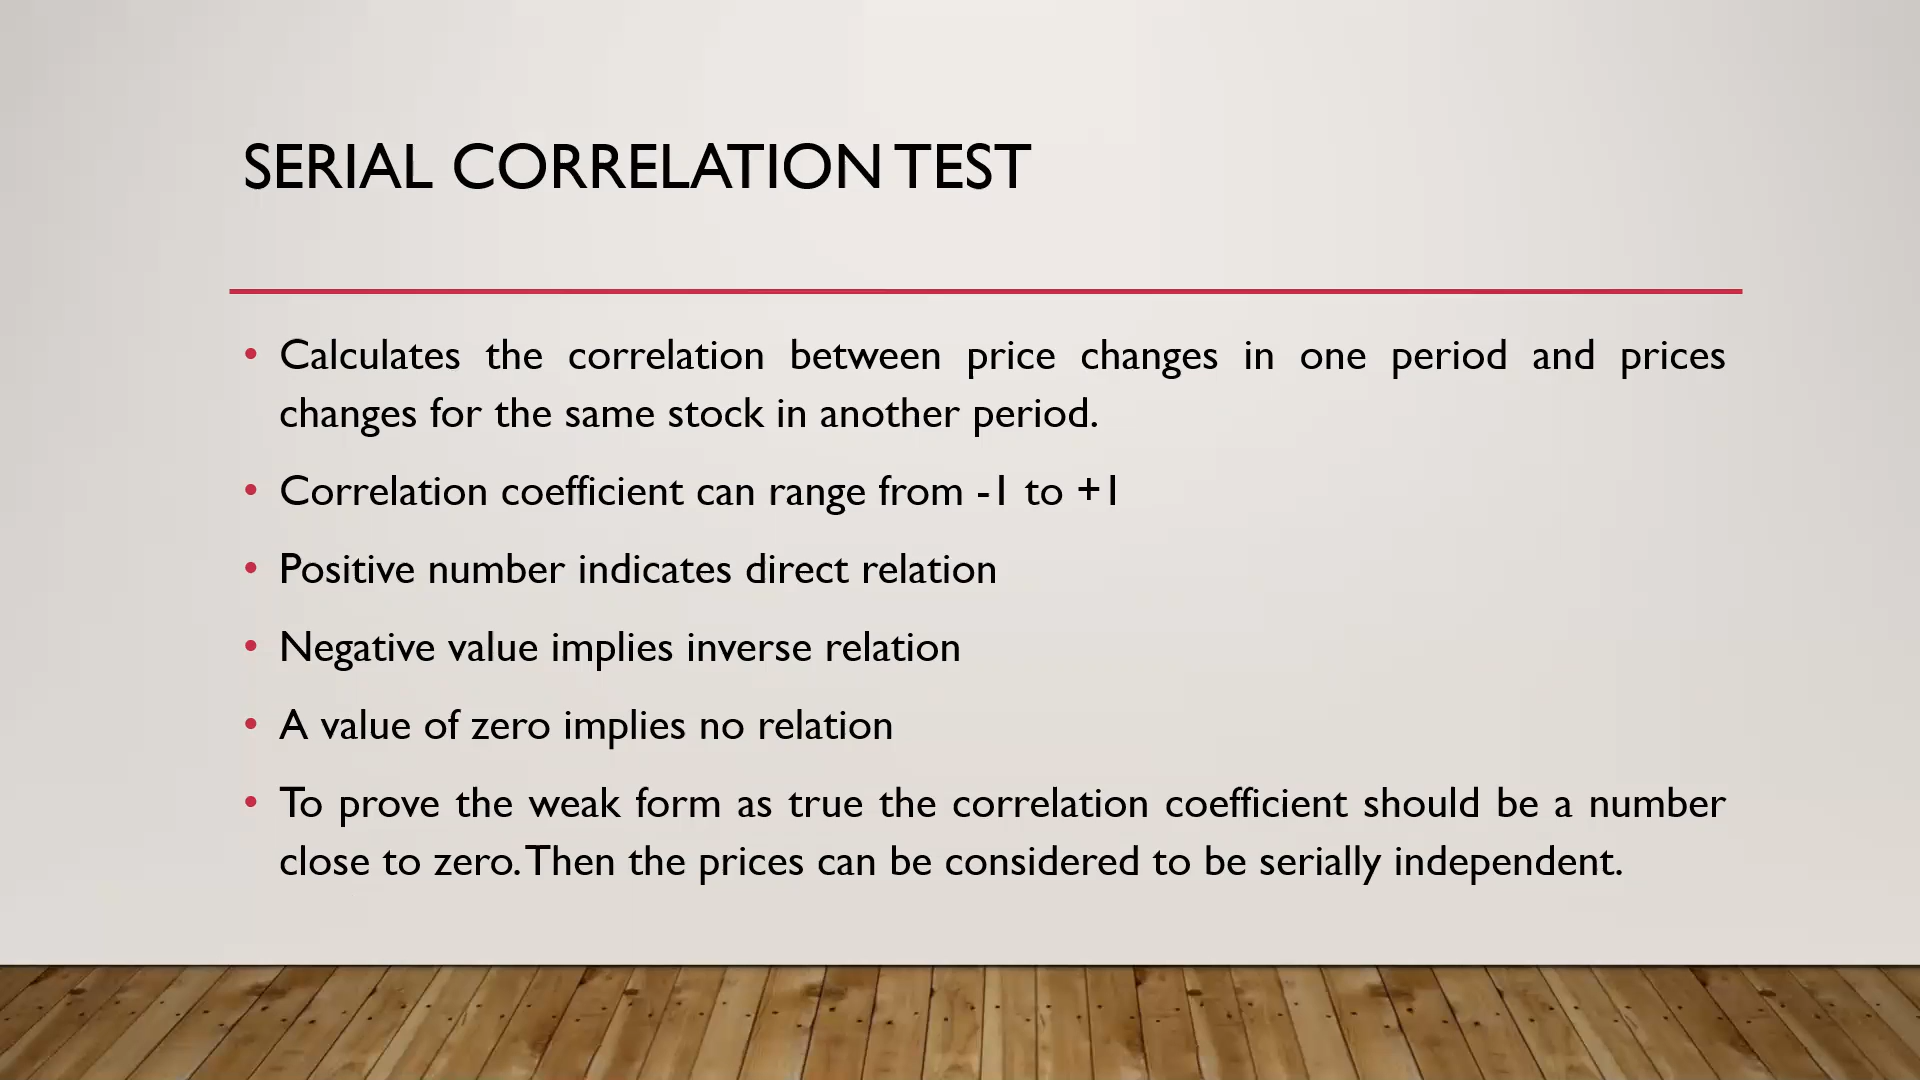 SERIAL CORRELATION TEST
• Calculates the correlation between price changes in one period and prices
changes for the same stock in another period.
• Correlation coefficient can range from -1 to +1
• Positive number indicates direct relation
• Negative value implies inverse relation
• A value of zero implies no relation
• To prove the weak form as true the correlation coefficient should be a number
close to zero. Then the prices can be considered to be serially independent.